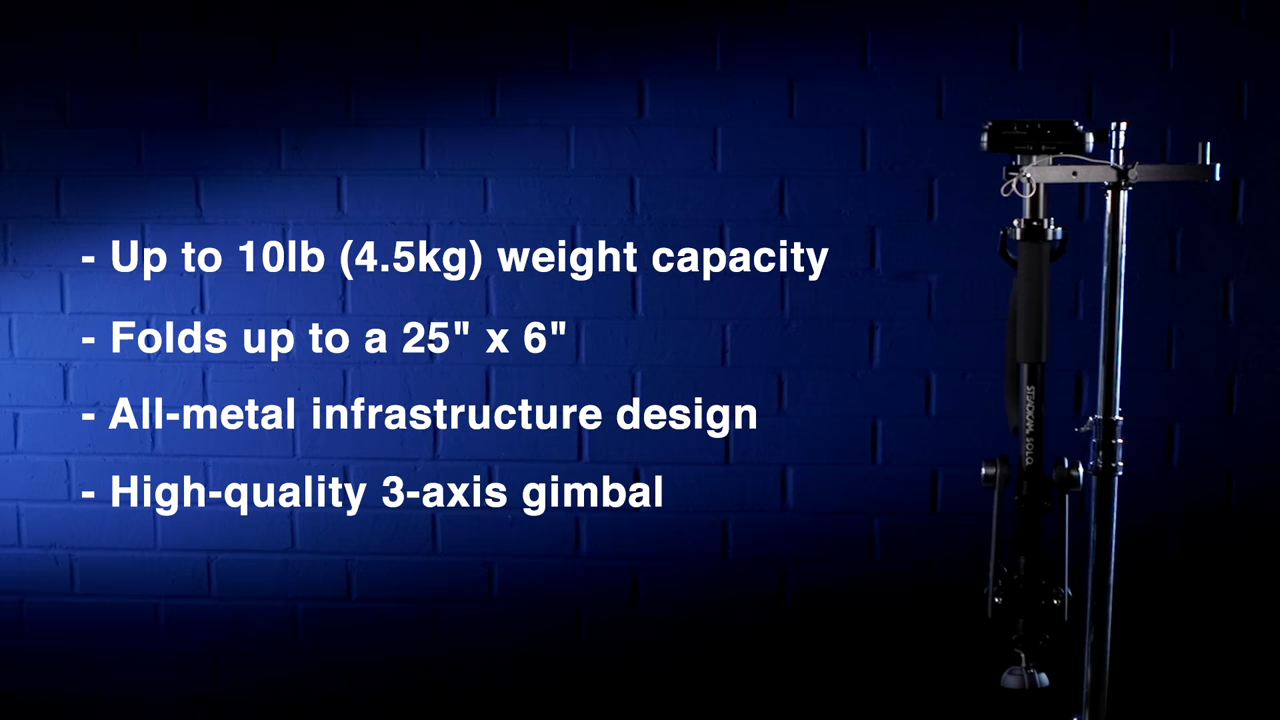 - Up to 10lb (4.5kg) weight capacity
- Folds up to a 25" x 6"
- All-metal infrastructure design
- High-quality 3-axis gimbal
STEADICAM SOLO